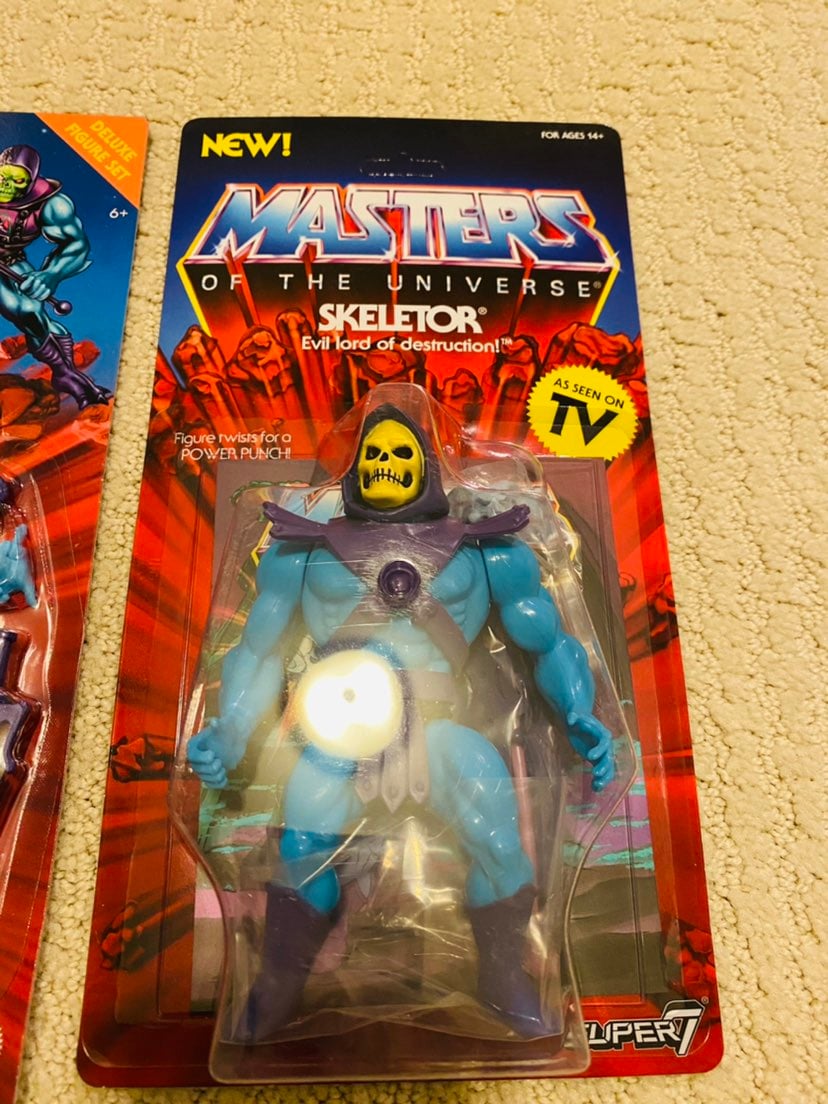 DELUXE
FIGURE SET
6+
NEW!
FOR AGES 14+
MASTERS
OF THE UNIVERSE®
SKELETOR®
Evil lord of destruction!™
AS SEEN ON
TV
Figure twists for a
POWER PUNCH!
SUPER7®